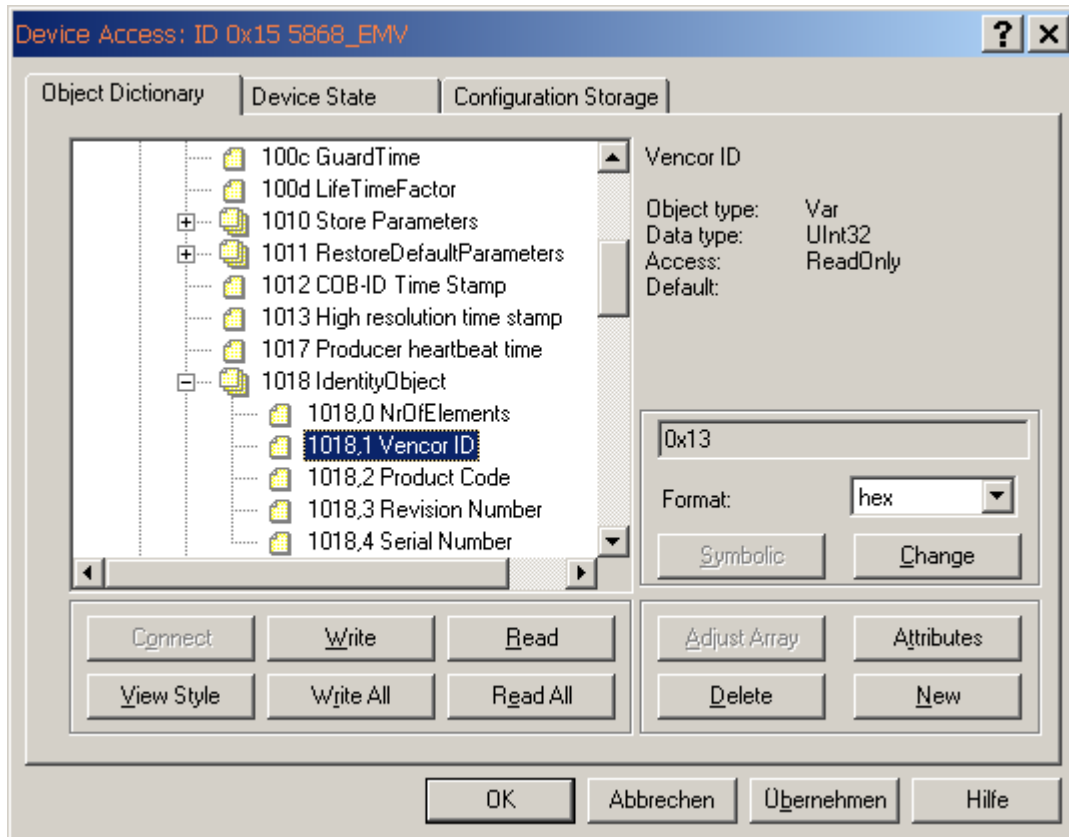 Device Access: ID 0x15 5868_EMV
Object Dictionary
Device State
Configuration Storage
100c GuardTime
100d LifeTimeFactor
1010 Store Parameters
1011 RestoreDefaultParameters
1012 COB-ID Time Stamp
1013 High resolution time stamp
1017 Producer heartbeat time
1018 IdentityObject
1018,0 NrOfElements
1018,1 Vencor ID
1018,2 Product Code
1018,3 Revision Number
1018,4 Serial Number
Vencor ID
Object type: Var
Data type: UInt32
Access: ReadOnly
Default:
0x13
Format: hex
Symbolic Change
Connect Write Read
View Style Write All Read All
Adjust Array Attributes
Delete New
OK Abbrechen Übernehmen Hilfe